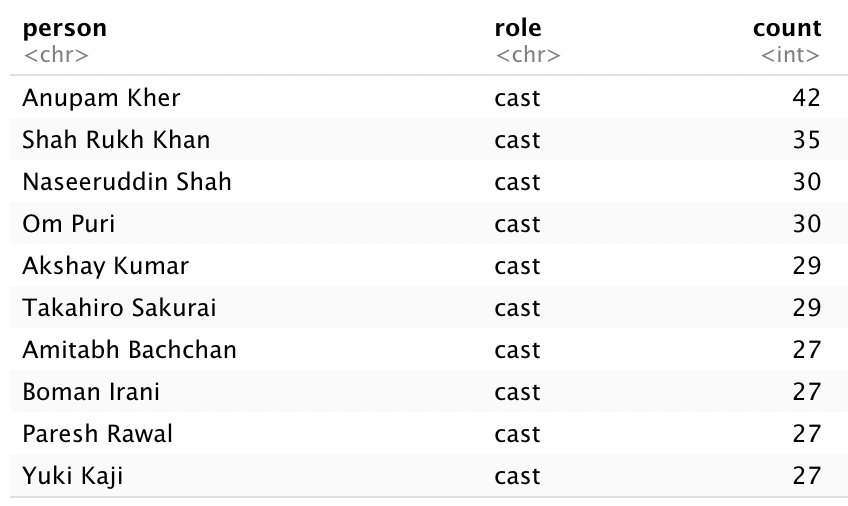 person role count
<chr> <chr> <int>
Anupam Kher cast 42
Shah Rukh Khan cast 35
Naseeruddin Shah cast 30
Om Puri cast 30
Akshay Kumar cast 29
Takahiro Sakurai cast 29
Amitabh Bachchan cast 27
Boman Irani cast 27
Paresh Rawal cast 27
Yuki Kaji cast 27